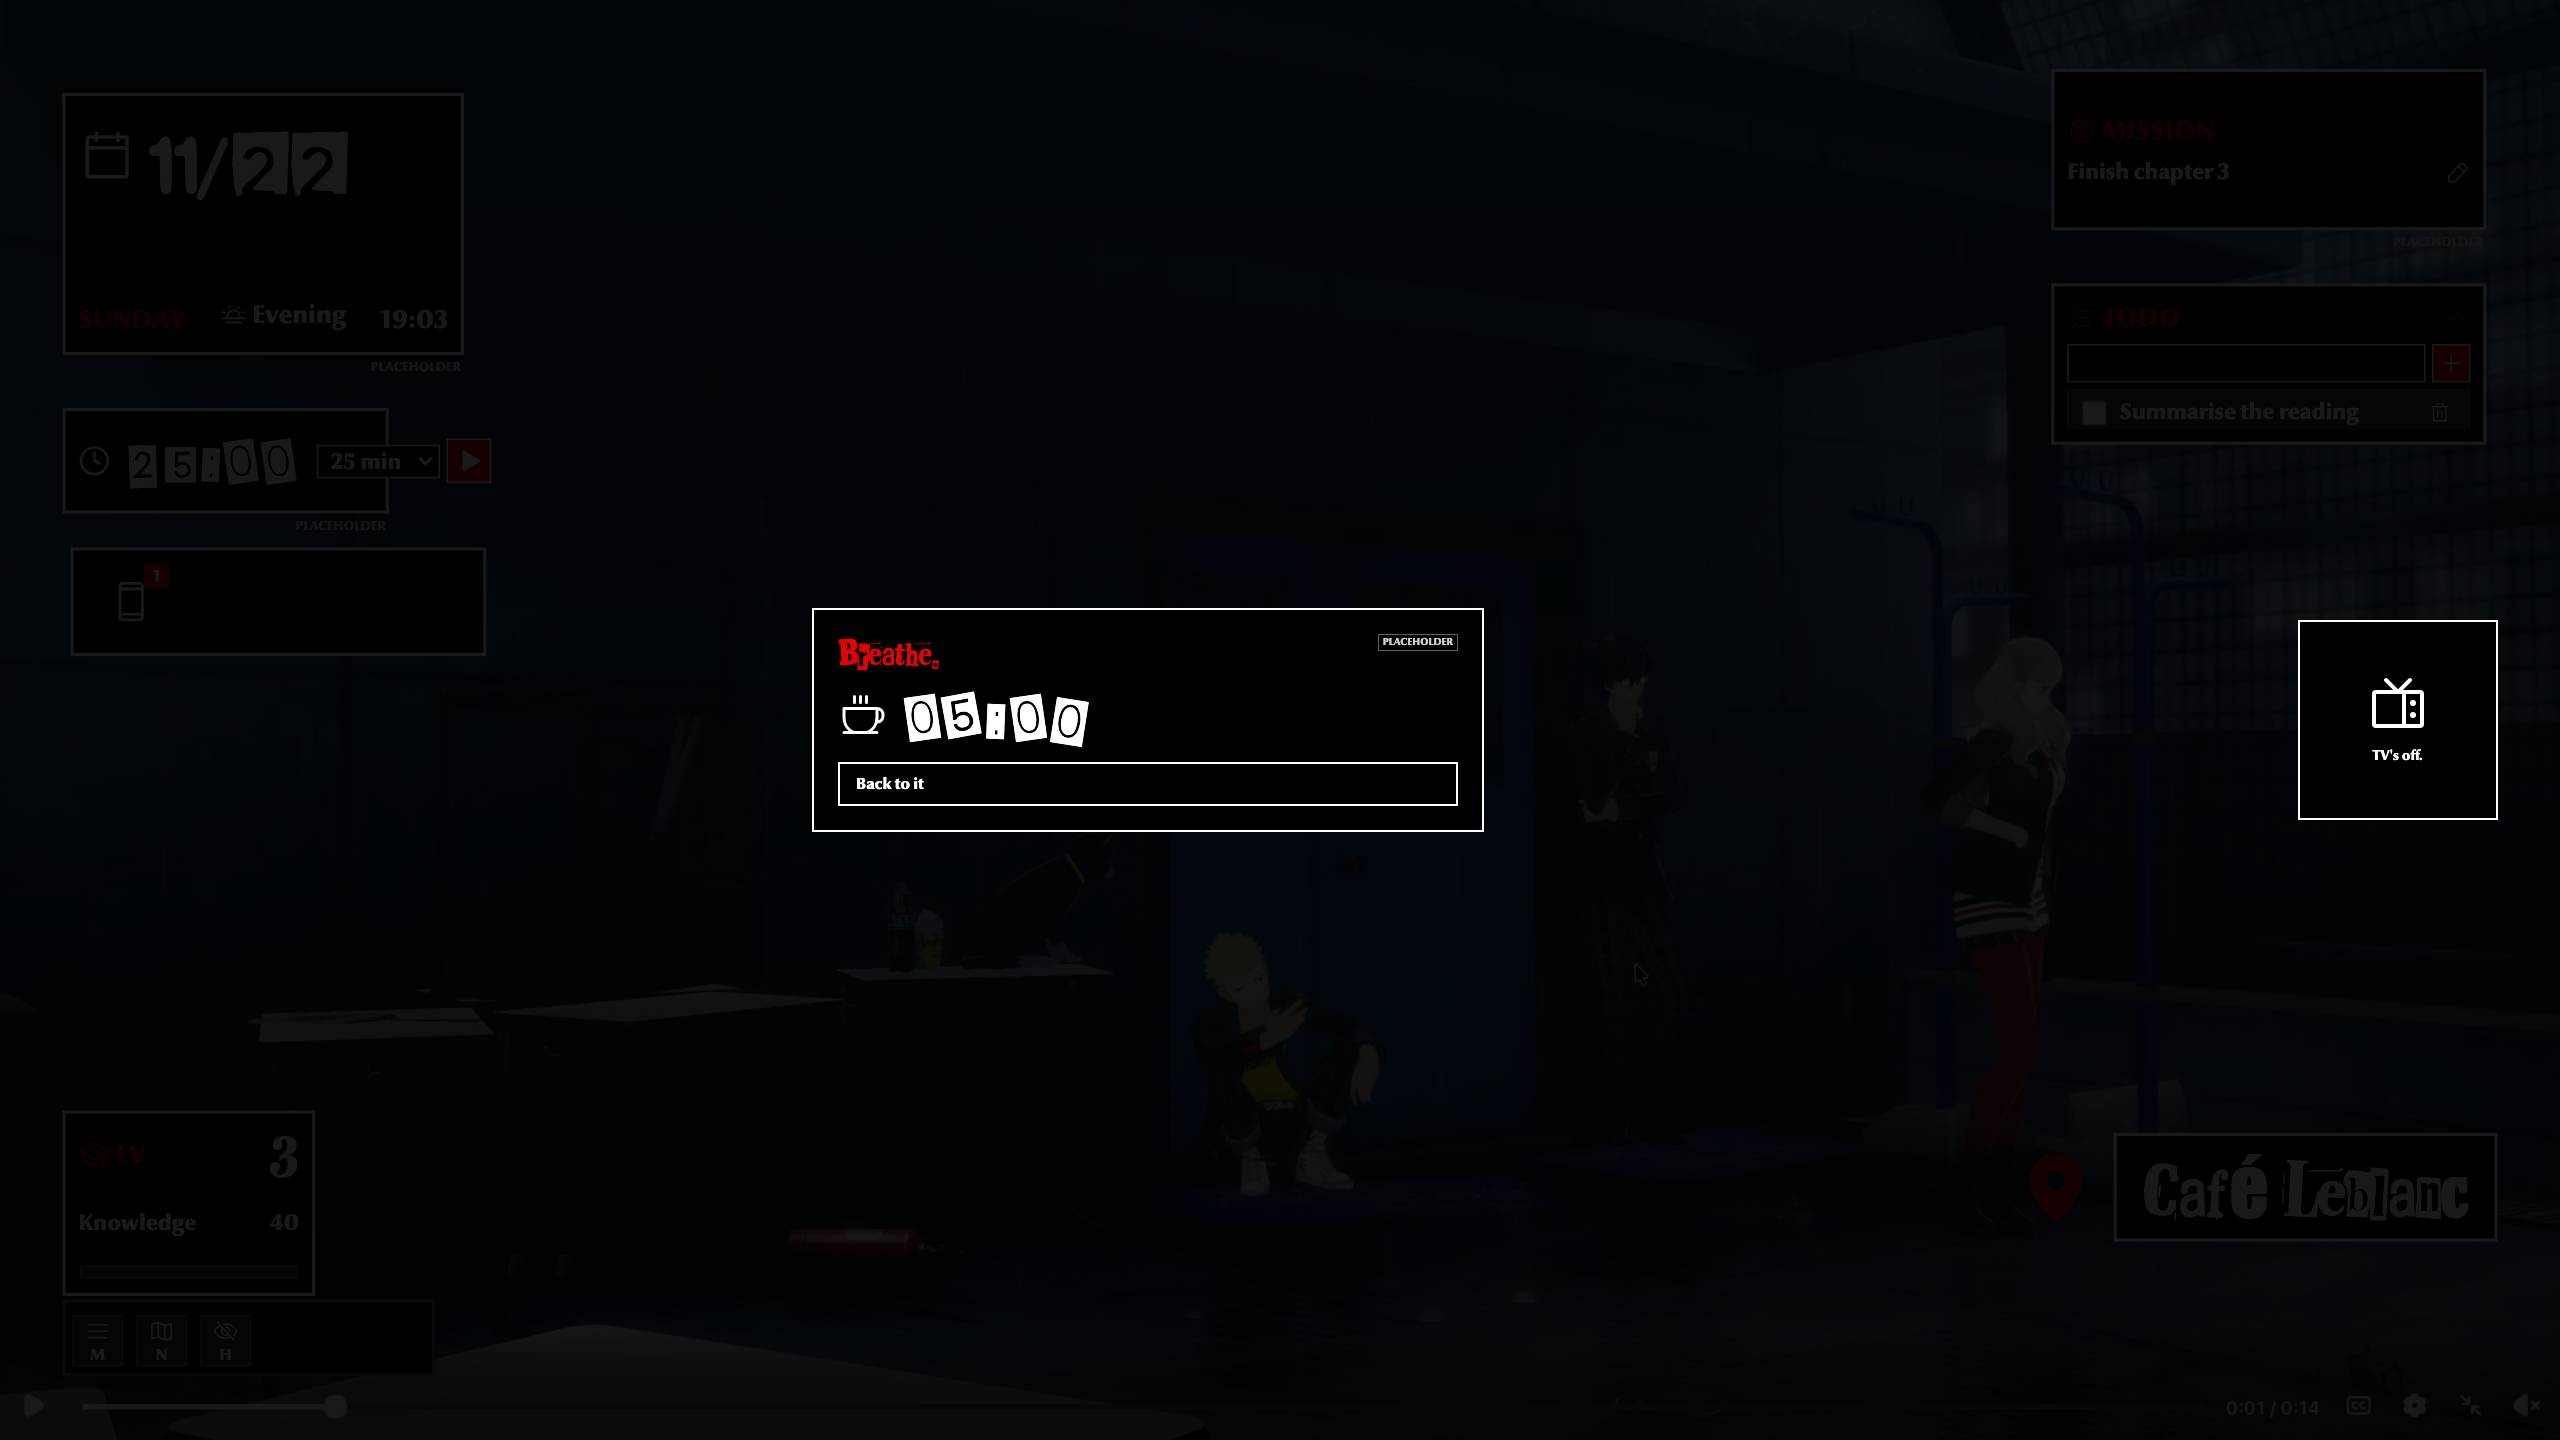 11/22
SUNDAY Evening 19:03
PLACEHOLDER
25:00 25 min
PLACEHOLDER
1
MISSION
Finish chapter 3
PLACEHOLDER
TODO
Summarise the reading
Breathe.
PLACEHOLDER
05:00
Back to it
TV's off.
LV 3
Knowledge 40
M N H
Café Leblanc
0:01 / 0:14
CC